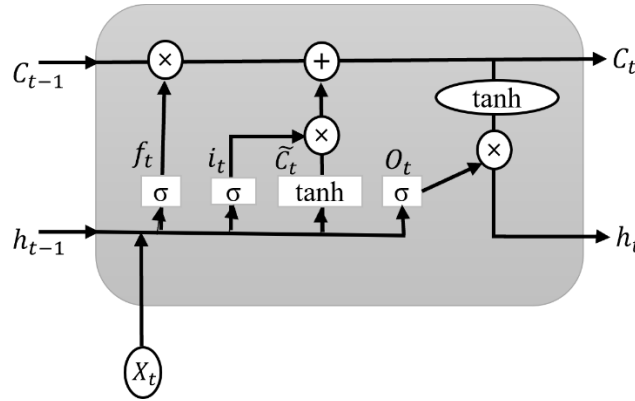 C_{t-1} × + C_t
tanh
f_t i_t × C̃_t O_t ×
σ σ tanh σ
h_{t-1} h_t
X_t